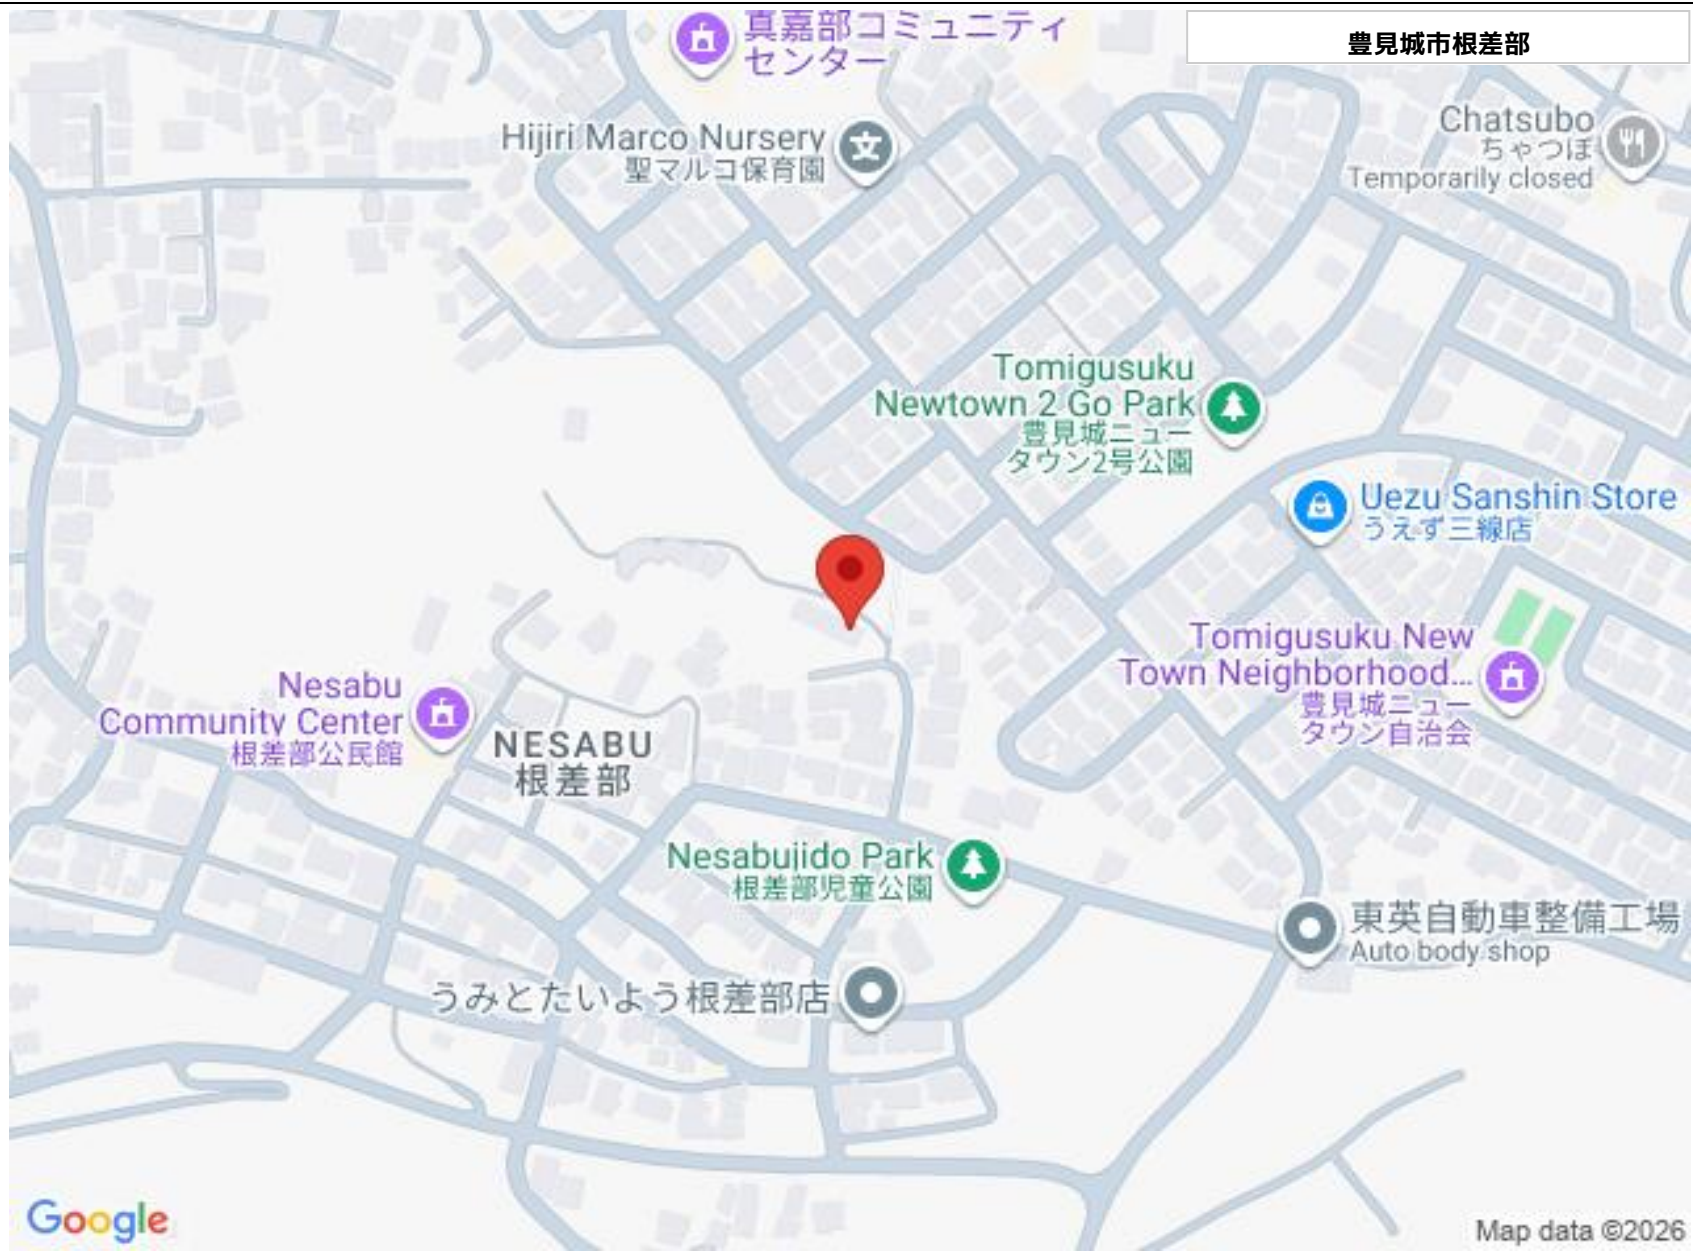 豊見城市根差部
真嘉部コミュニティ
センター
Hijiri Marco Nursery
聖マルコ保育園
Chatsubo
ちゃつぼ
Temporarily closed
Tomigusuku
Newtown 2 Go Park
豊見城ニュー
タウン2号公園
Uezu Sanshin Store
うえず三線店
Tomigusuku New
Town Neighborhood...
豊見城ニュー
タウン自治会
Nesabu
Community Center
根差部公民館
NESABU
根差部
Nesabujido Park
根差部児童公園
東英自動車整備工場
Auto body shop
うみとたいよう根差部店
Google
Map data ©2026